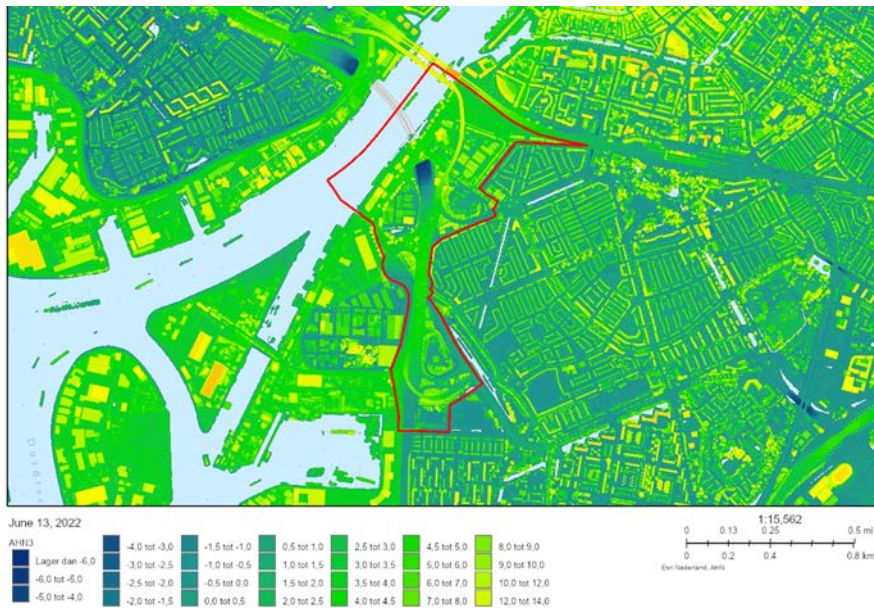 Dordtse
June 13, 2022
AHN3
Lager dan -6,0
-6,0 tot -5,0
-5,0 tot -4,0
-4,0 tot -3,0
-3,0 tot -2,5
-2,5 tot -2,0
-2,0 tot -1,5
-1,5 tot -1,0
-1,0 tot -0,5
-0,5 tot 0,0
0,0 tot 0,5
0,5 tot 1,0
1,0 tot 1,5
1,5 tot 2,0
2,0 tot 2,5
2,5 tot 3,0
3,0 tot 3,5
3,5 tot 4,0
4,0 tot 4,5
4,5 tot 5,0
5,0 tot 6,0
6,0 tot 7,0
7,0 tot 8,0
8,0 tot 9,0
9,0 tot 10,0
10,0 tot 12,0
12,0 tot 14,0
1:15,562
0 0.13 0.25 0.5 mi
0 0.2 0.4 0.8 km
Esri Nederland, AHN